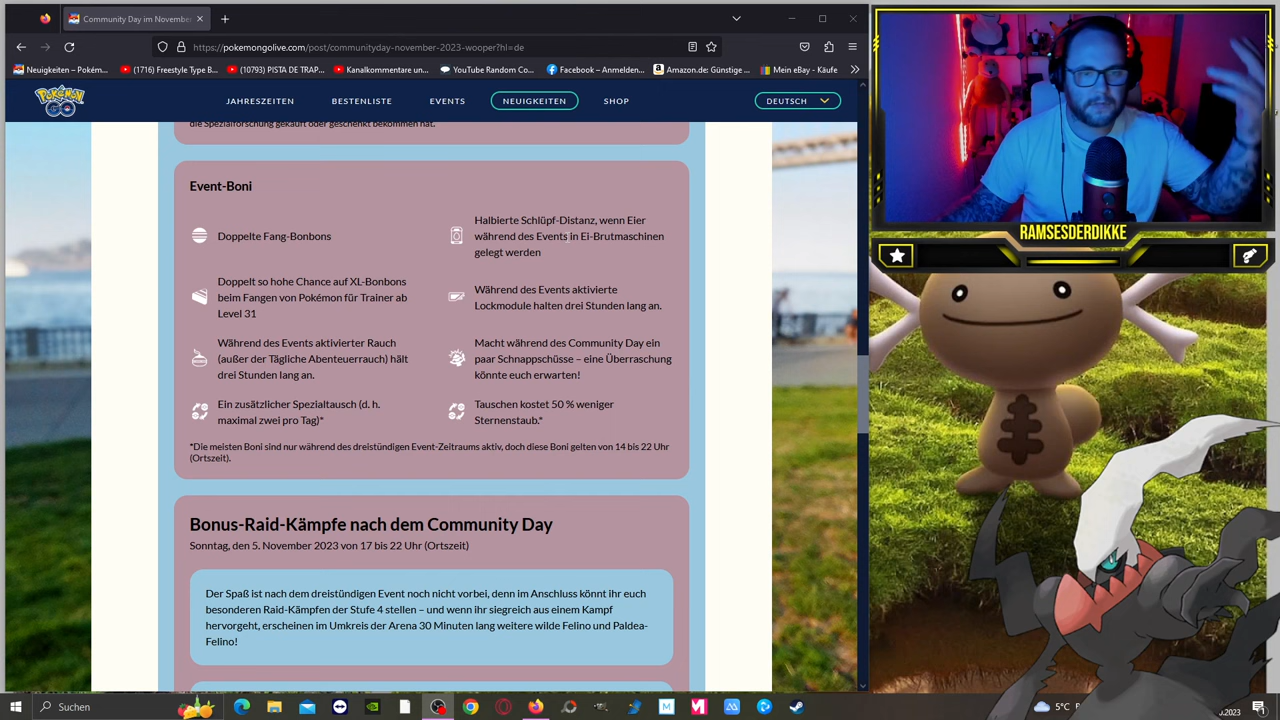 Community Day im November
https://pokemongolive.com/post/communityday-november-2023-wooper?hl=de
Neuigkeiten – Pokém...
(1716) Freestyle Type B...
(10793) PISTA DE TRAP...
Kanalkommentare un...
YouTube Random Co...
Facebook – Anmelden...
Amazon.de: Günstige ...
Mein eBay - Käufe
POKÉMON GO
JAHRESZEITEN
BESTENLISTE
EVENTS
NEUIGKEITEN
SHOP
DEUTSCH
die Spezialforschung gekauft oder geschenkt bekommen hat.
Event-Boni
Doppelte Fang-Bonbons
Halbierte Schlüpf-Distanz, wenn Eier
während des Events in Ei-Brutmaschinen
gelegt werden
Doppelt so hohe Chance auf XL-Bonbons
beim Fangen von Pokémon für Trainer ab
Level 31
Während des Events aktivierte
Lockmodule halten drei Stunden lang an.
Während des Events aktivierter Rauch
(außer der Tägliche Abenteuerrauch) hält
drei Stunden lang an.
Macht während des Community Day ein
paar Schnappschüsse – eine Überraschung
könnte euch erwarten!
Ein zusätzlicher Spezialtausch (d. h.
maximal zwei pro Tag)*
Tauschen kostet 50 % weniger
Sternenstaub.*
*Die meisten Boni sind nur während des dreistündigen Event-Zeitraums aktiv, doch diese Boni gelten von 14 bis 22 Uhr
(Ortszeit).
Bonus-Raid-Kämpfe nach dem Community Day
Sonntag, den 5. November 2023 von 17 bis 22 Uhr (Ortszeit)
Der Spaß ist nach dem dreistündigen Event noch nicht vorbei, denn im Anschluss könnt ihr euch
besonderen Raid-Kämpfen der Stufe 4 stellen – und wenn ihr siegreich aus einem Kampf
hervorgeht, erscheinen im Umkreis der Arena 30 Minuten lang weitere wilde Felino und Paldea-
Felino!
RAMSESDERDIKKE
Suchen
5°C
.2023